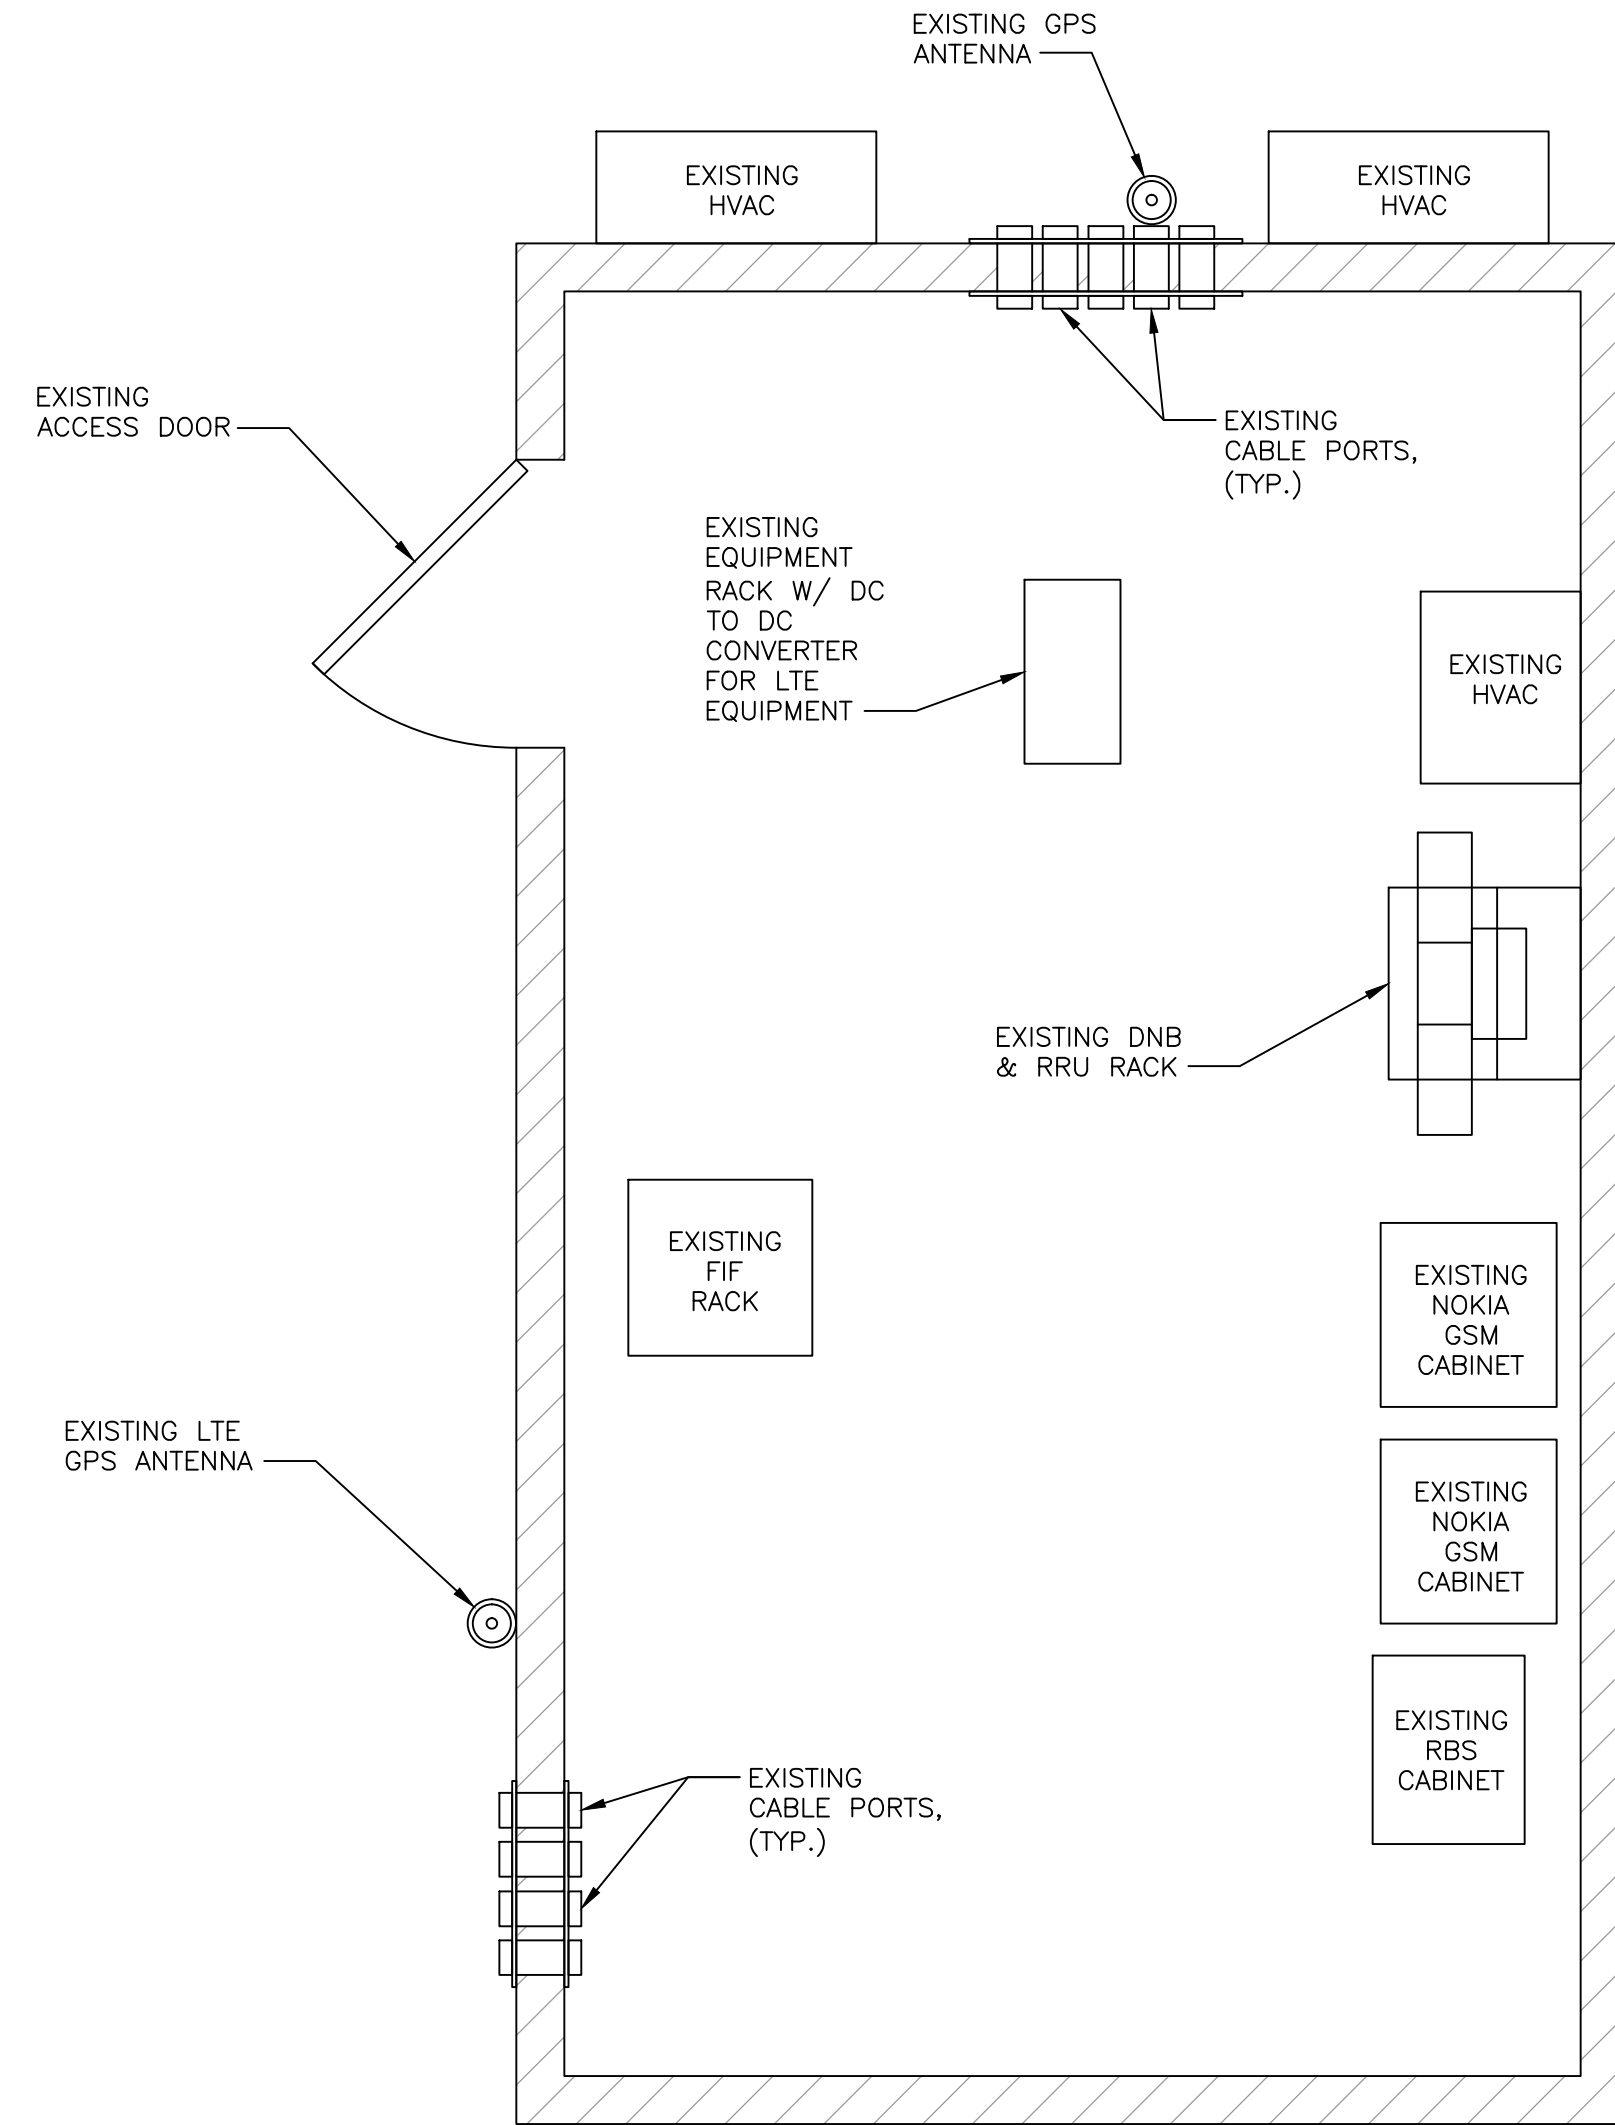 EXISTING GPS
ANTENNA
EXISTING
HVAC
EXISTING
HVAC
EXISTING
ACCESS DOOR
EXISTING
CABLE PORTS,
(TYP.)
EXISTING
EQUIPMENT
RACK W/ DC
TO DC
CONVERTER
FOR LTE
EQUIPMENT
EXISTING
HVAC
EXISTING DNB
& RRU RACK
EXISTING
FIF
RACK
EXISTING
NOKIA
GSM
CABINET
EXISTING LTE
GPS ANTENNA
EXISTING
NOKIA
GSM
CABINET
EXISTING
RBS
CABINET
EXISTING
CABLE PORTS,
(TYP.)